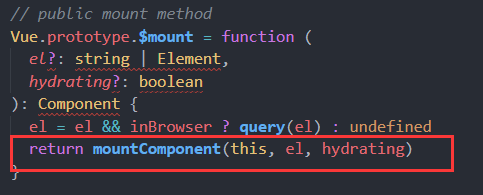 // public mount method
Vue.prototype.$mount = function (
el?: string | Element,
hydrating?: boolean
): Component {
el = el && inBrowser ? query(el) : undefined
return mountComponent(this, el, hydrating)
}